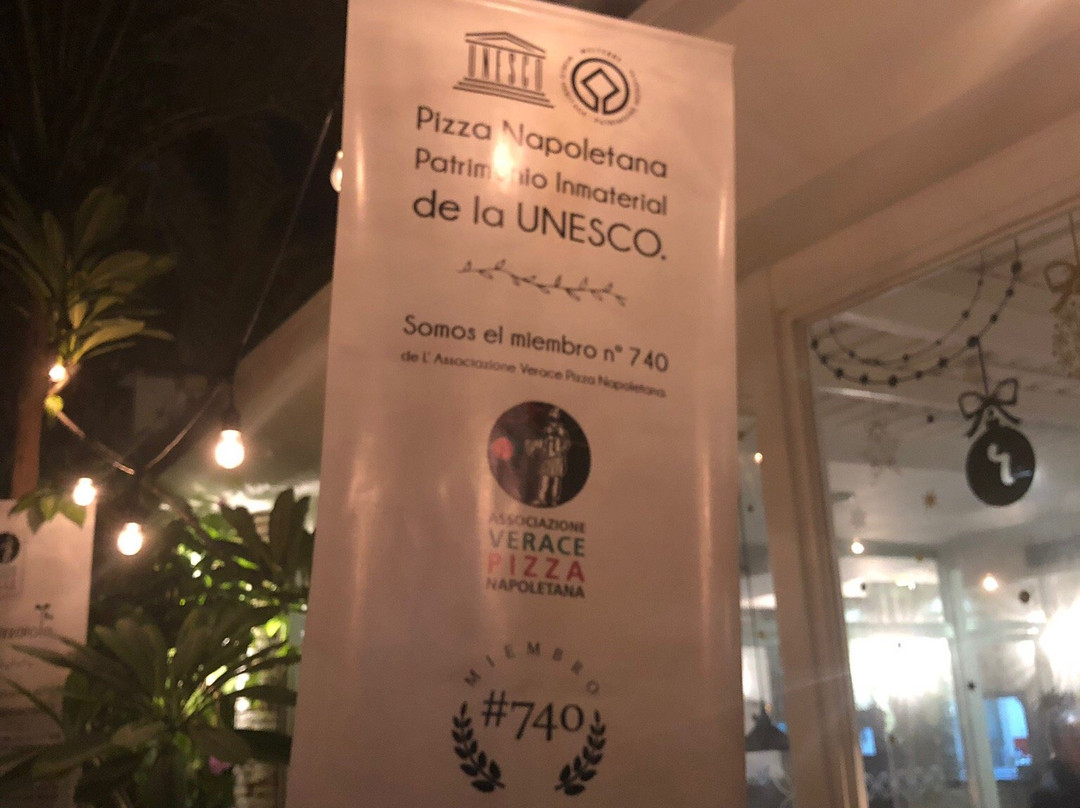 UNESCO
Pizza Napoletana
Patrimonio Inmaterial
de la UNESCO.
Somos el miembro n° 740
de L' Associazione Verace Pizza Napoletana
ASSOCIAZIONE
VERACE
PIZZA
NAPOLETANA
MIEMBRO
#740